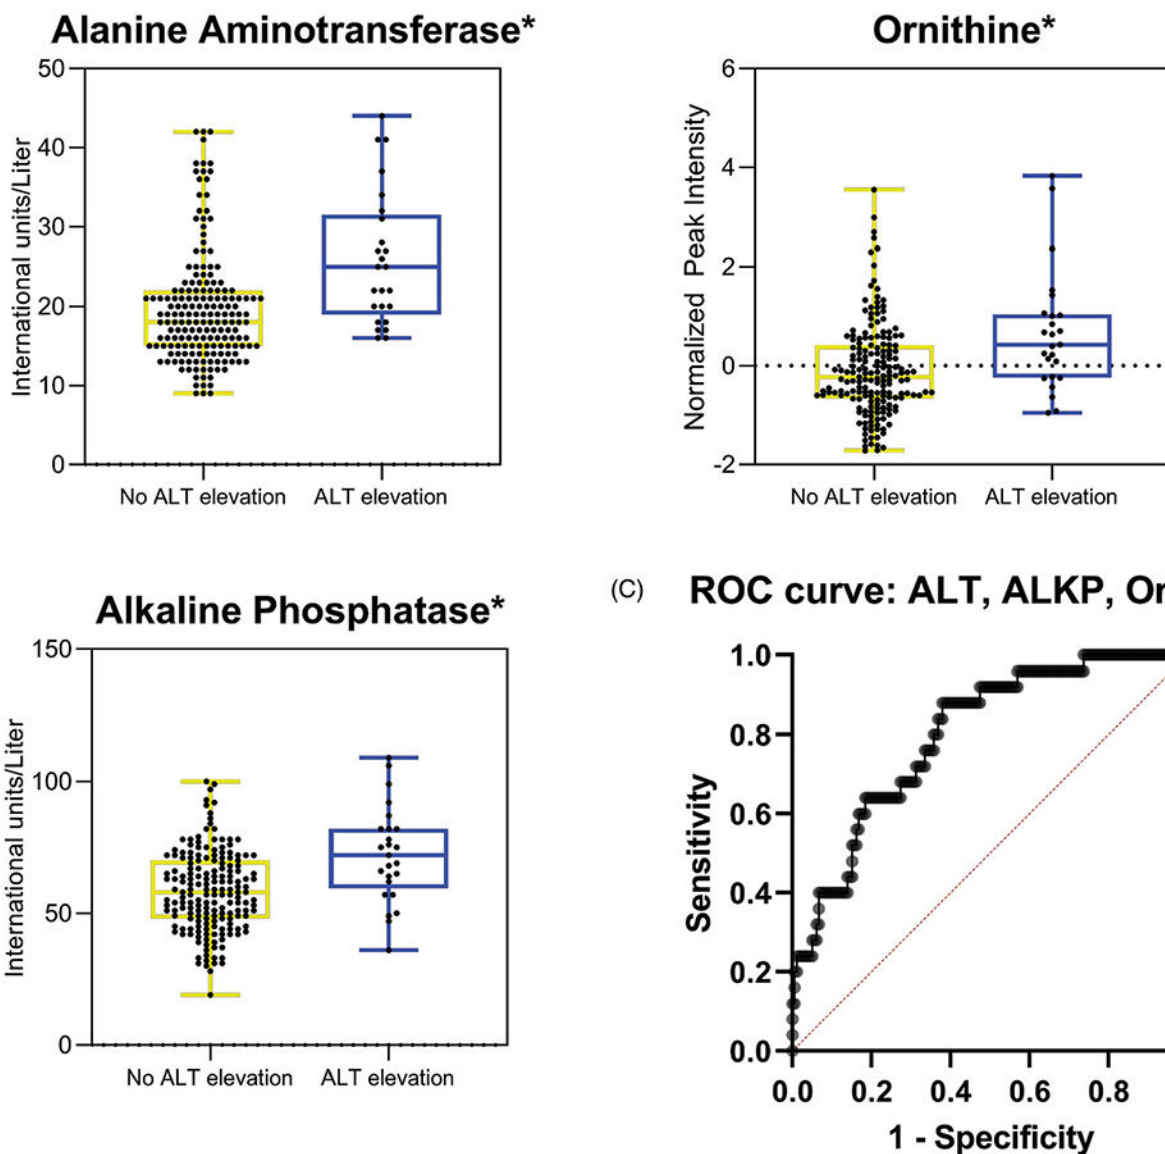 Alanine Aminotransferase*
50
40
30
20
10
0
International units/Liter
No ALT elevation
ALT elevation
Ornithine*
6
4
2
0
-2
Normalized Peak Intensity
No ALT elevation
ALT elevation
Alkaline Phosphatase*
150
100
50
0
International units/Liter
No ALT elevation
ALT elevation
(C)
ROC curve: ALT, ALKP, Or
1.0
0.8
0.6
0.4
0.2
0.0
Sensitivity
0.0 0.2 0.4 0.6 0.8
1 - Specificity